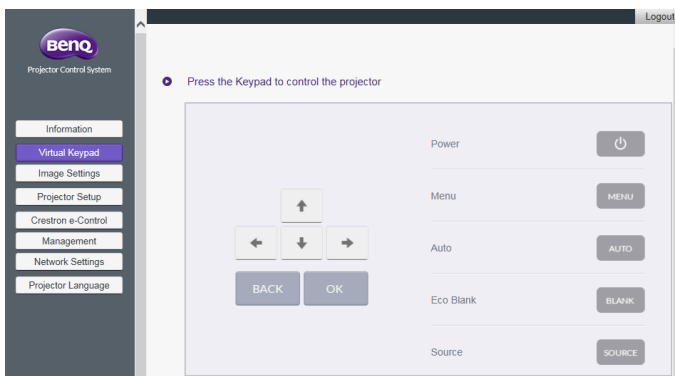 Logout
BenQ
Projector Control System
Press the Keypad to control the projector
Information
Virtual Keypad
Image Settings
Projector Setup
Crestron e-Control
Management
Network Settings
Projector Language
BACK OK
Power
Menu MENU
Auto AUTO
Eco Blank BLANK
Source SOURCE